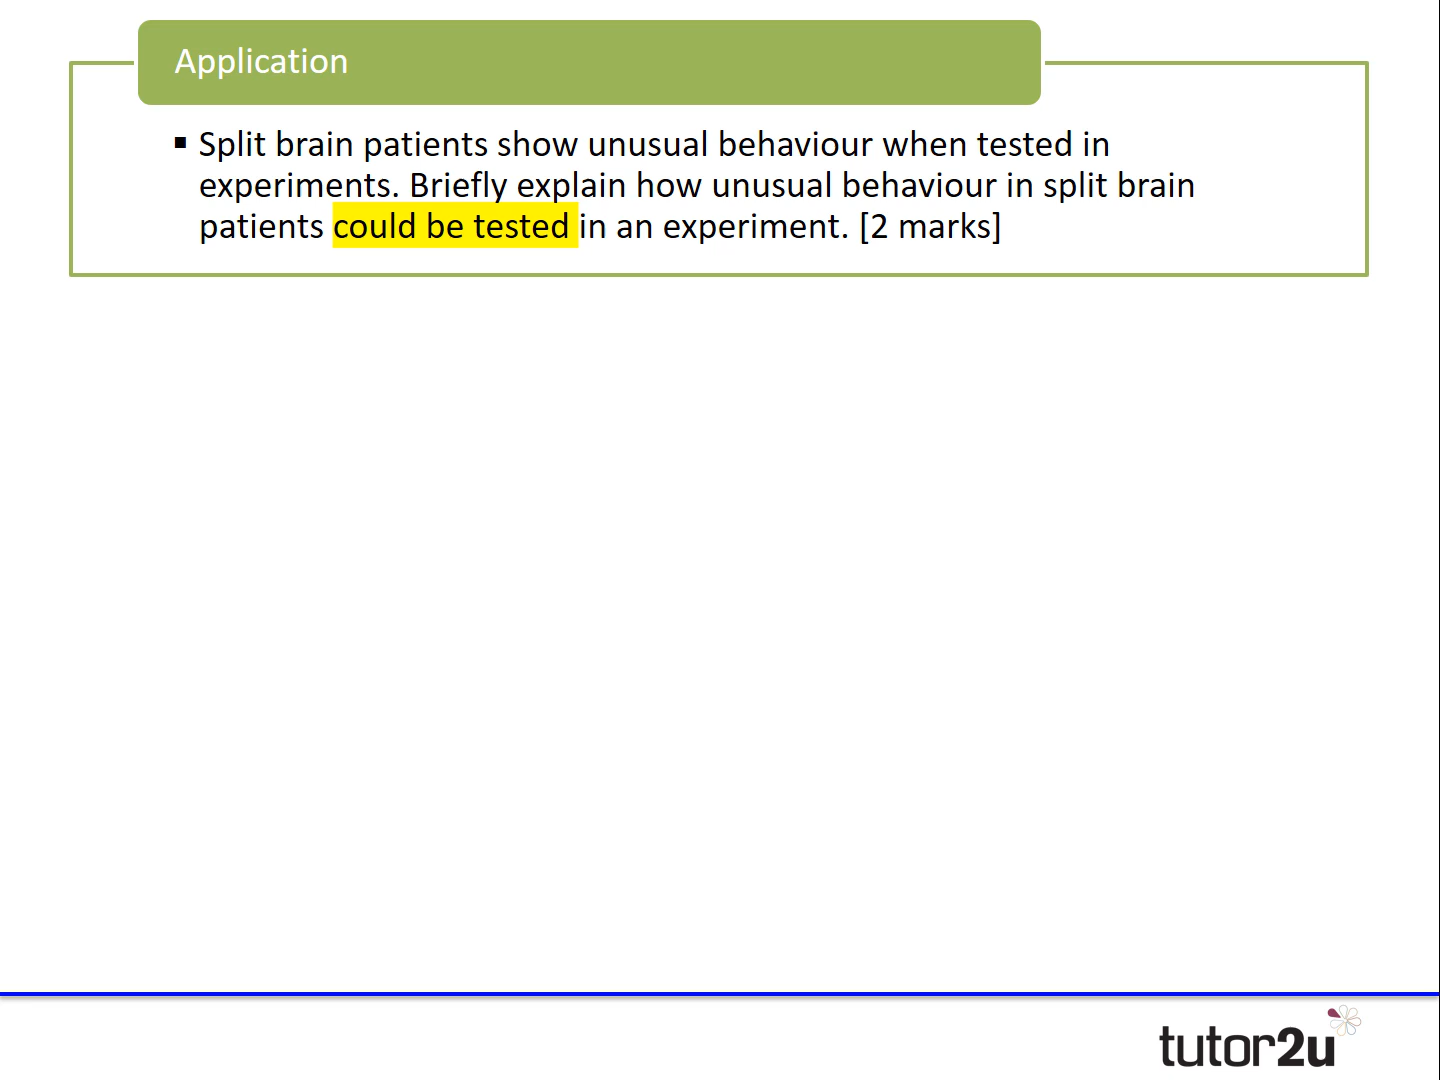 Application
▪ Split brain patients show unusual behaviour when tested in
experiments. Briefly explain how unusual behaviour in split brain
patients could be tested in an experiment. [2 marks]
tutor2u